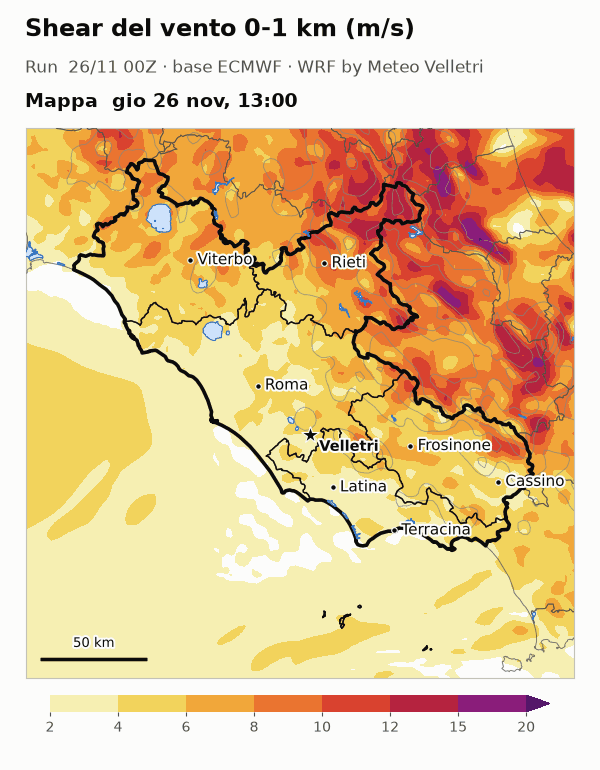 Shear del vento 0-1 km (m/s)
Run  26/11 00Z · base ECMWF · WRF by Meteo Velletri
Mappa  gio 26 nov, 13:00
Viterbo
Rieti
Roma
Velletri
Frosinone
Cassino
Latina
Terracina
50 km
2 4 6 8 10 12 15 20